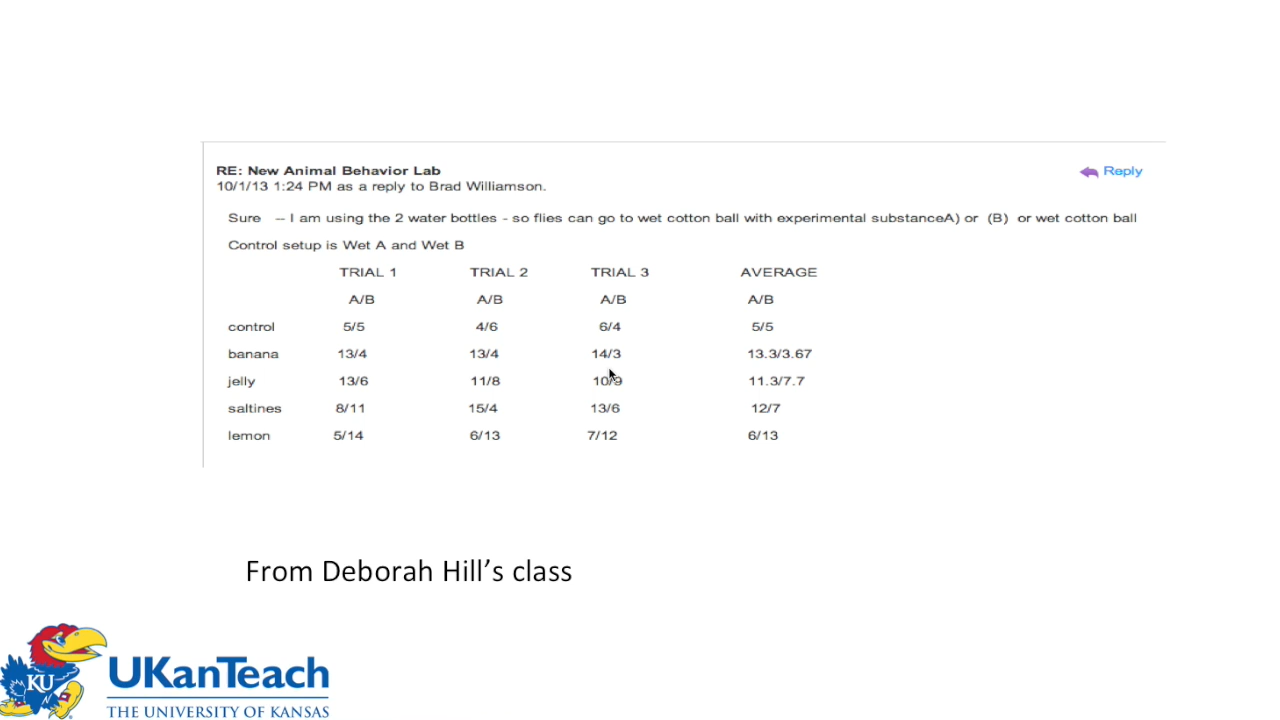 RE: New Animal Behavior Lab
Reply
10/1/13 1:24 PM as a reply to Brad Williamson.
Sure -- I am using the 2 water bottles - so flies can go to wet cotton ball with experimental substanceA) or (B) or wet cotton ball
Control setup is Wet A and Wet B
TRIAL 1 TRIAL 2 TRIAL 3 AVERAGE
A/B A/B A/B A/B
control 5/5 4/6 6/4 5/5
banana 13/4 13/4 14/3 13.3/3.67
jelly 13/6 11/8 10/9 11.3/7.7
saltines 8/11 15/4 13/6 12/7
lemon 5/14 6/13 7/12 6/13
From Deborah Hill's class
KU
UKanTeach
THE UNIVERSITY OF KANSAS